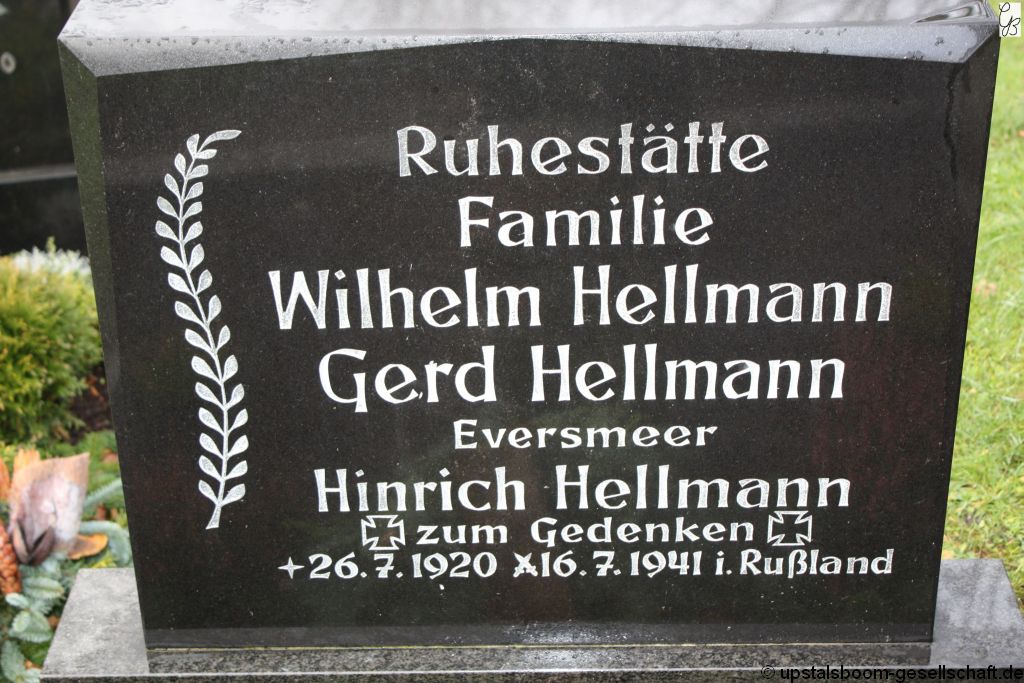 Ruhestätte
Familie
Wilhelm Hellmann
Gerd Hellmann
Eversmeer
Hinrich Hellmann
zum Gedenken
26.7.1920 16.7.1941 i. Rußland
© upstalsboom-gesellschaft.de